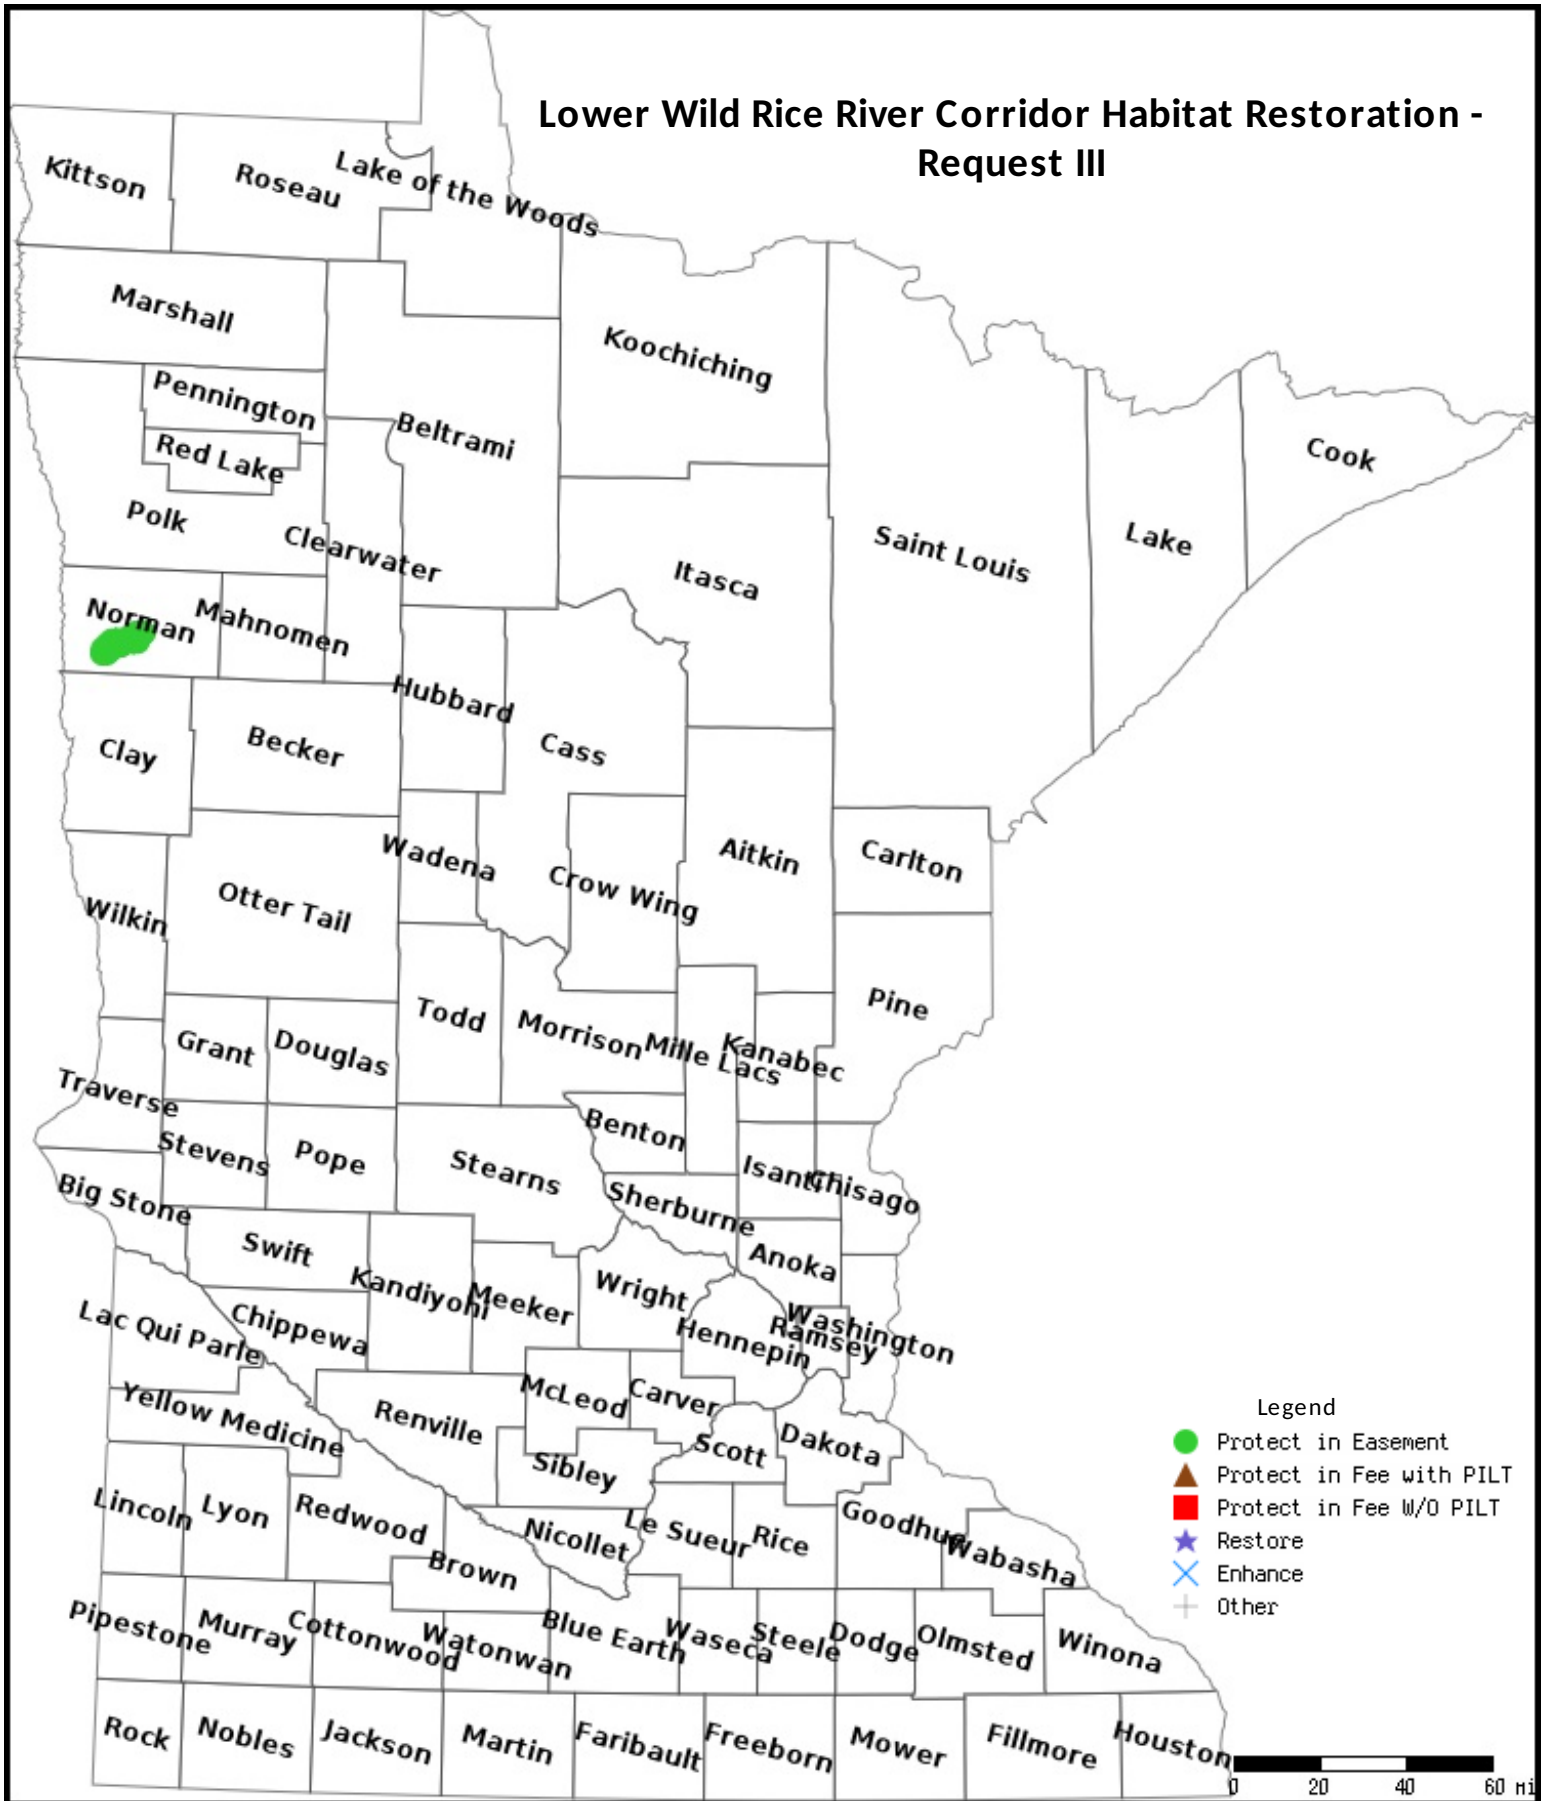 Lower Wild Rice River Corridor Habitat Restoration -
Request III
Kittson
Roseau
Lake of the Woods
Marshall
Koochiching
Pennington
Beltrami
Red Lake
Cook
Polk
Clearwater
Saint Louis
Lake
Itasca
Norman
Mahnomen
Hubbard
Clay
Becker
Cass
Wadena
Aitkin
Carlton
Otter Tail
Crow Wing
Wilkin
Todd
Pine
Grant
Douglas
Morrison
Mille Lacs
Kanabec
Traverse
Stevens
Pope
Benton
Stearns
Isanti
Chisago
Big Stone
Sherburne
Swift
Anoka
Kandiyohi
Meeker
Wright
Lac Qui Parle
Chippewa
Hennepin
Ramsey
Washington
Yellow Medicine
Renville
McLeod
Carver
Scott
Dakota
Sibley
Lincoln
Lyon
Redwood
Nicollet
Le Sueur
Rice
Goodhue
Wabasha
Brown
Pipestone
Murray
Cottonwood
Watonwan
Blue Earth
Waseca
Steele
Dodge
Olmsted
Winona
Rock
Nobles
Jackson
Martin
Faribault
Freeborn
Mower
Fillmore
Houston
Legend
Protect in Easement
Protect in Fee with PILT
Protect in Fee W/O PILT
Restore
Enhance
Other
0 20 40 60 mi